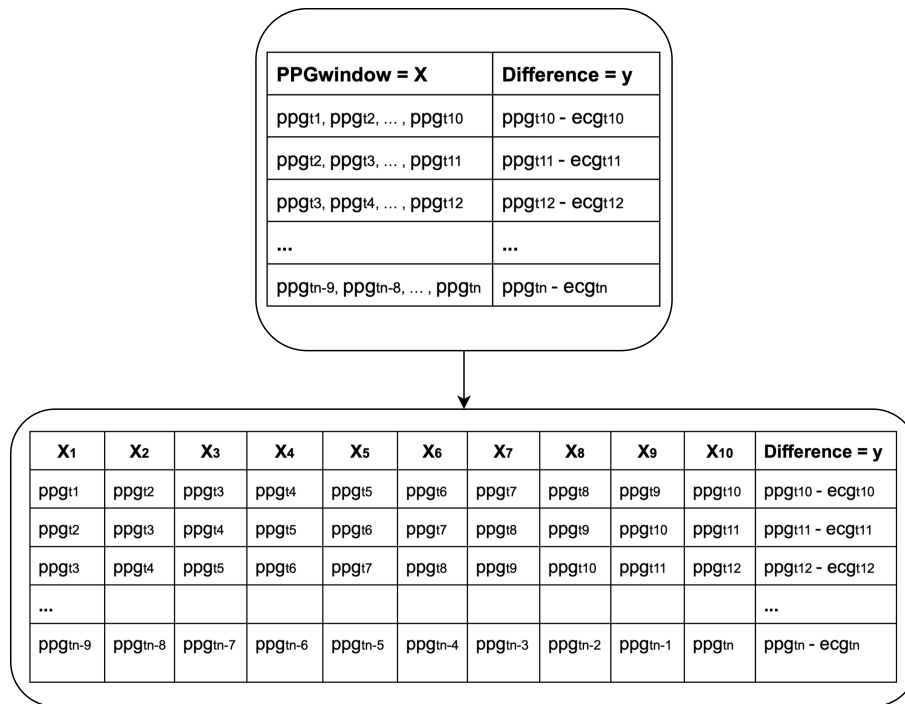 PPGwindow = X Difference = y
ppgt1, ppgt2, ... , ppgt10 ppgt10 - ecgt10
ppgt2, ppgt3, ... , ppgt11 ppgt11 - ecgt11
ppgt3, ppgt4, ... , ppgt12 ppgt12 - ecgt12
... ...
ppgtn-9, ppgtn-8, ... , ppgtn ppgtn - ecgtn
X1 X2 X3 X4 X5 X6 X7 X8 X9 X10 Difference = y
ppgt1 ppgt2 ppgt3 ppgt4 ppgt5 ppgt6 ppgt7 ppgt8 ppgt9 ppgt10 ppgt10 - ecgt10
ppgt2 ppgt3 ppgt4 ppgt5 ppgt6 ppgt7 ppgt8 ppgt9 ppgt10 ppgt11 ppgt11 - ecgt11
ppgt3 ppgt4 ppgt5 ppgt6 ppgt7 ppgt8 ppgt9 ppgt10 ppgt11 ppgt12 ppgt12 - ecgt12
... ...
ppgtn-9 ppgtn-8 ppgtn-7 ppgtn-6 ppgtn-5 ppgtn-4 ppgtn-3 ppgtn-2 ppgtn-1 ppgtn ppgtn - ecgtn